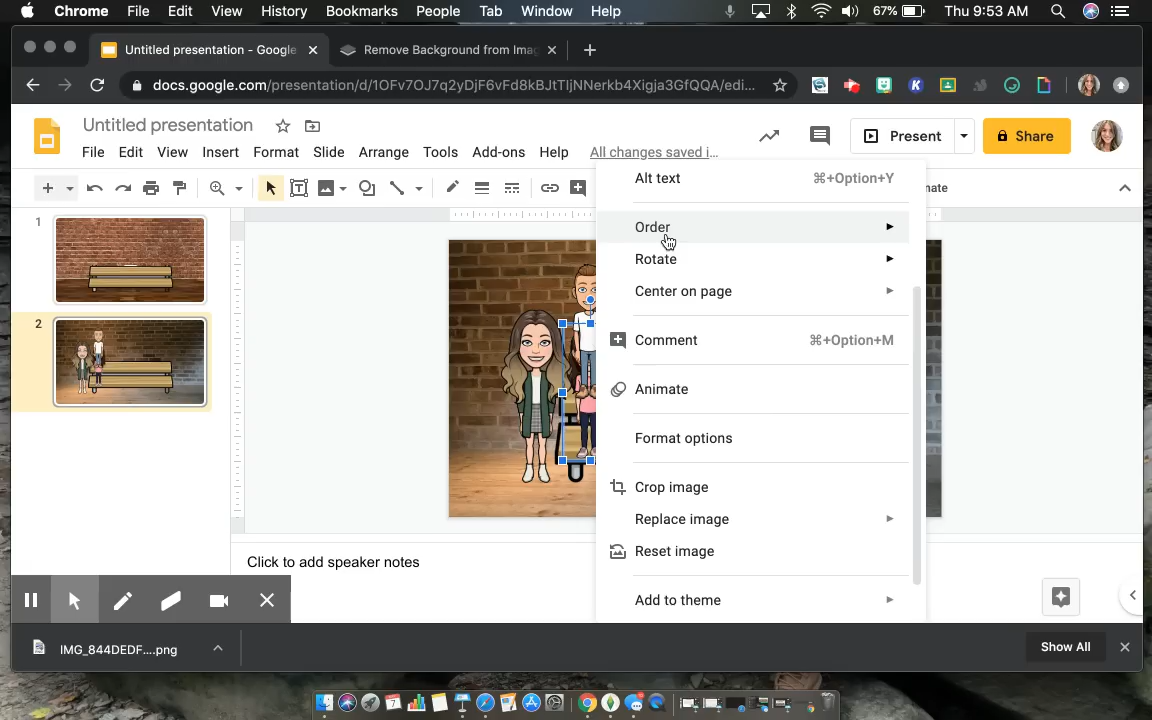 Chrome File Edit View History Bookmarks People Tab Window Help 67% Thu 9:53 AM
Untitled presentation - Google Remove Background from Imag
docs.google.com/presentation/d/1OFv7OJ7q2yDjF6vFd8kBJtTIjNNerkb4Xigja3GfQQA/edi...
Untitled presentation
Present Share
File Edit View Insert Format Slide Arrange Tools Add-ons Help All changes saved i...
Alt text ⌘+Option+Y
nate
1
Order
Rotate
Center on page
2
Comment ⌘+Option+M
Animate
Format options
Crop image
Replace image
Reset image
Click to add speaker notes
Add to theme
IMG_844DEDF....png
Show All